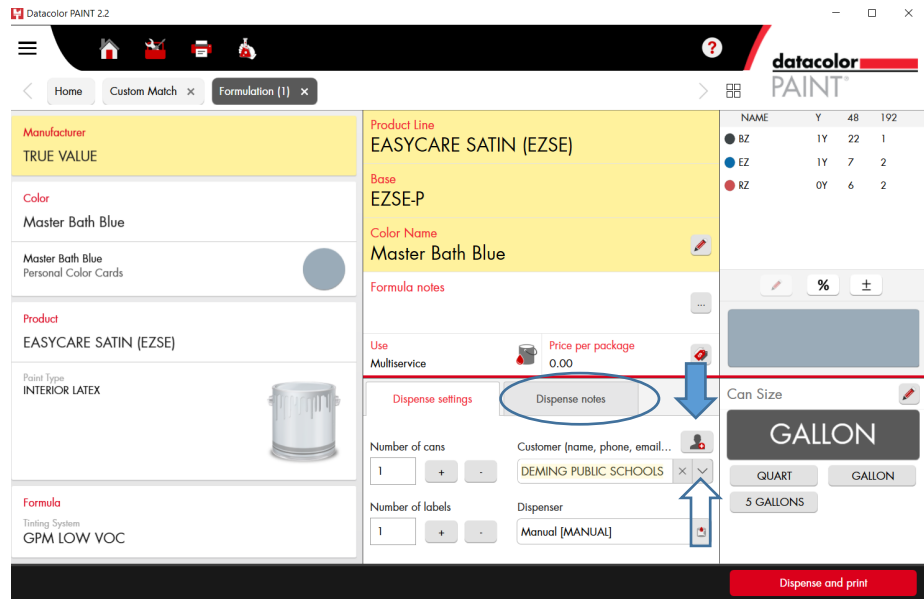 Datacolor PAINT 2.2
?
datacolor
PAINT
Home
Custom Match ×
Formulation (1) ×
Manufacturer
TRUE VALUE
Color
Master Bath Blue
Master Bath Blue
Personal Color Cards
Product
EASYCARE SATIN (EZSE)
Paint Type
INTERIOR LATEX
Formula
Tinting System
GPM LOW VOC
Product Line
EASYCARE SATIN (EZSE)
Base
EZSE-P
Color Name
Master Bath Blue
Formula notes
...
Use
Multiservice
Price per package
0.00
Dispense settings
Dispense notes
Number of cans
1 + -
Customer (name, phone, email...
DEMING PUBLIC SCHOOLS ×
Number of labels
1 + -
Dispenser
Manual [MANUAL]
NAME Y 48 192
BZ 1Y 22 1
EZ 1Y 7 2
RZ 0Y 6 2
% ±
Can Size
GALLON
QUART GALLON
5 GALLONS
Dispense and print